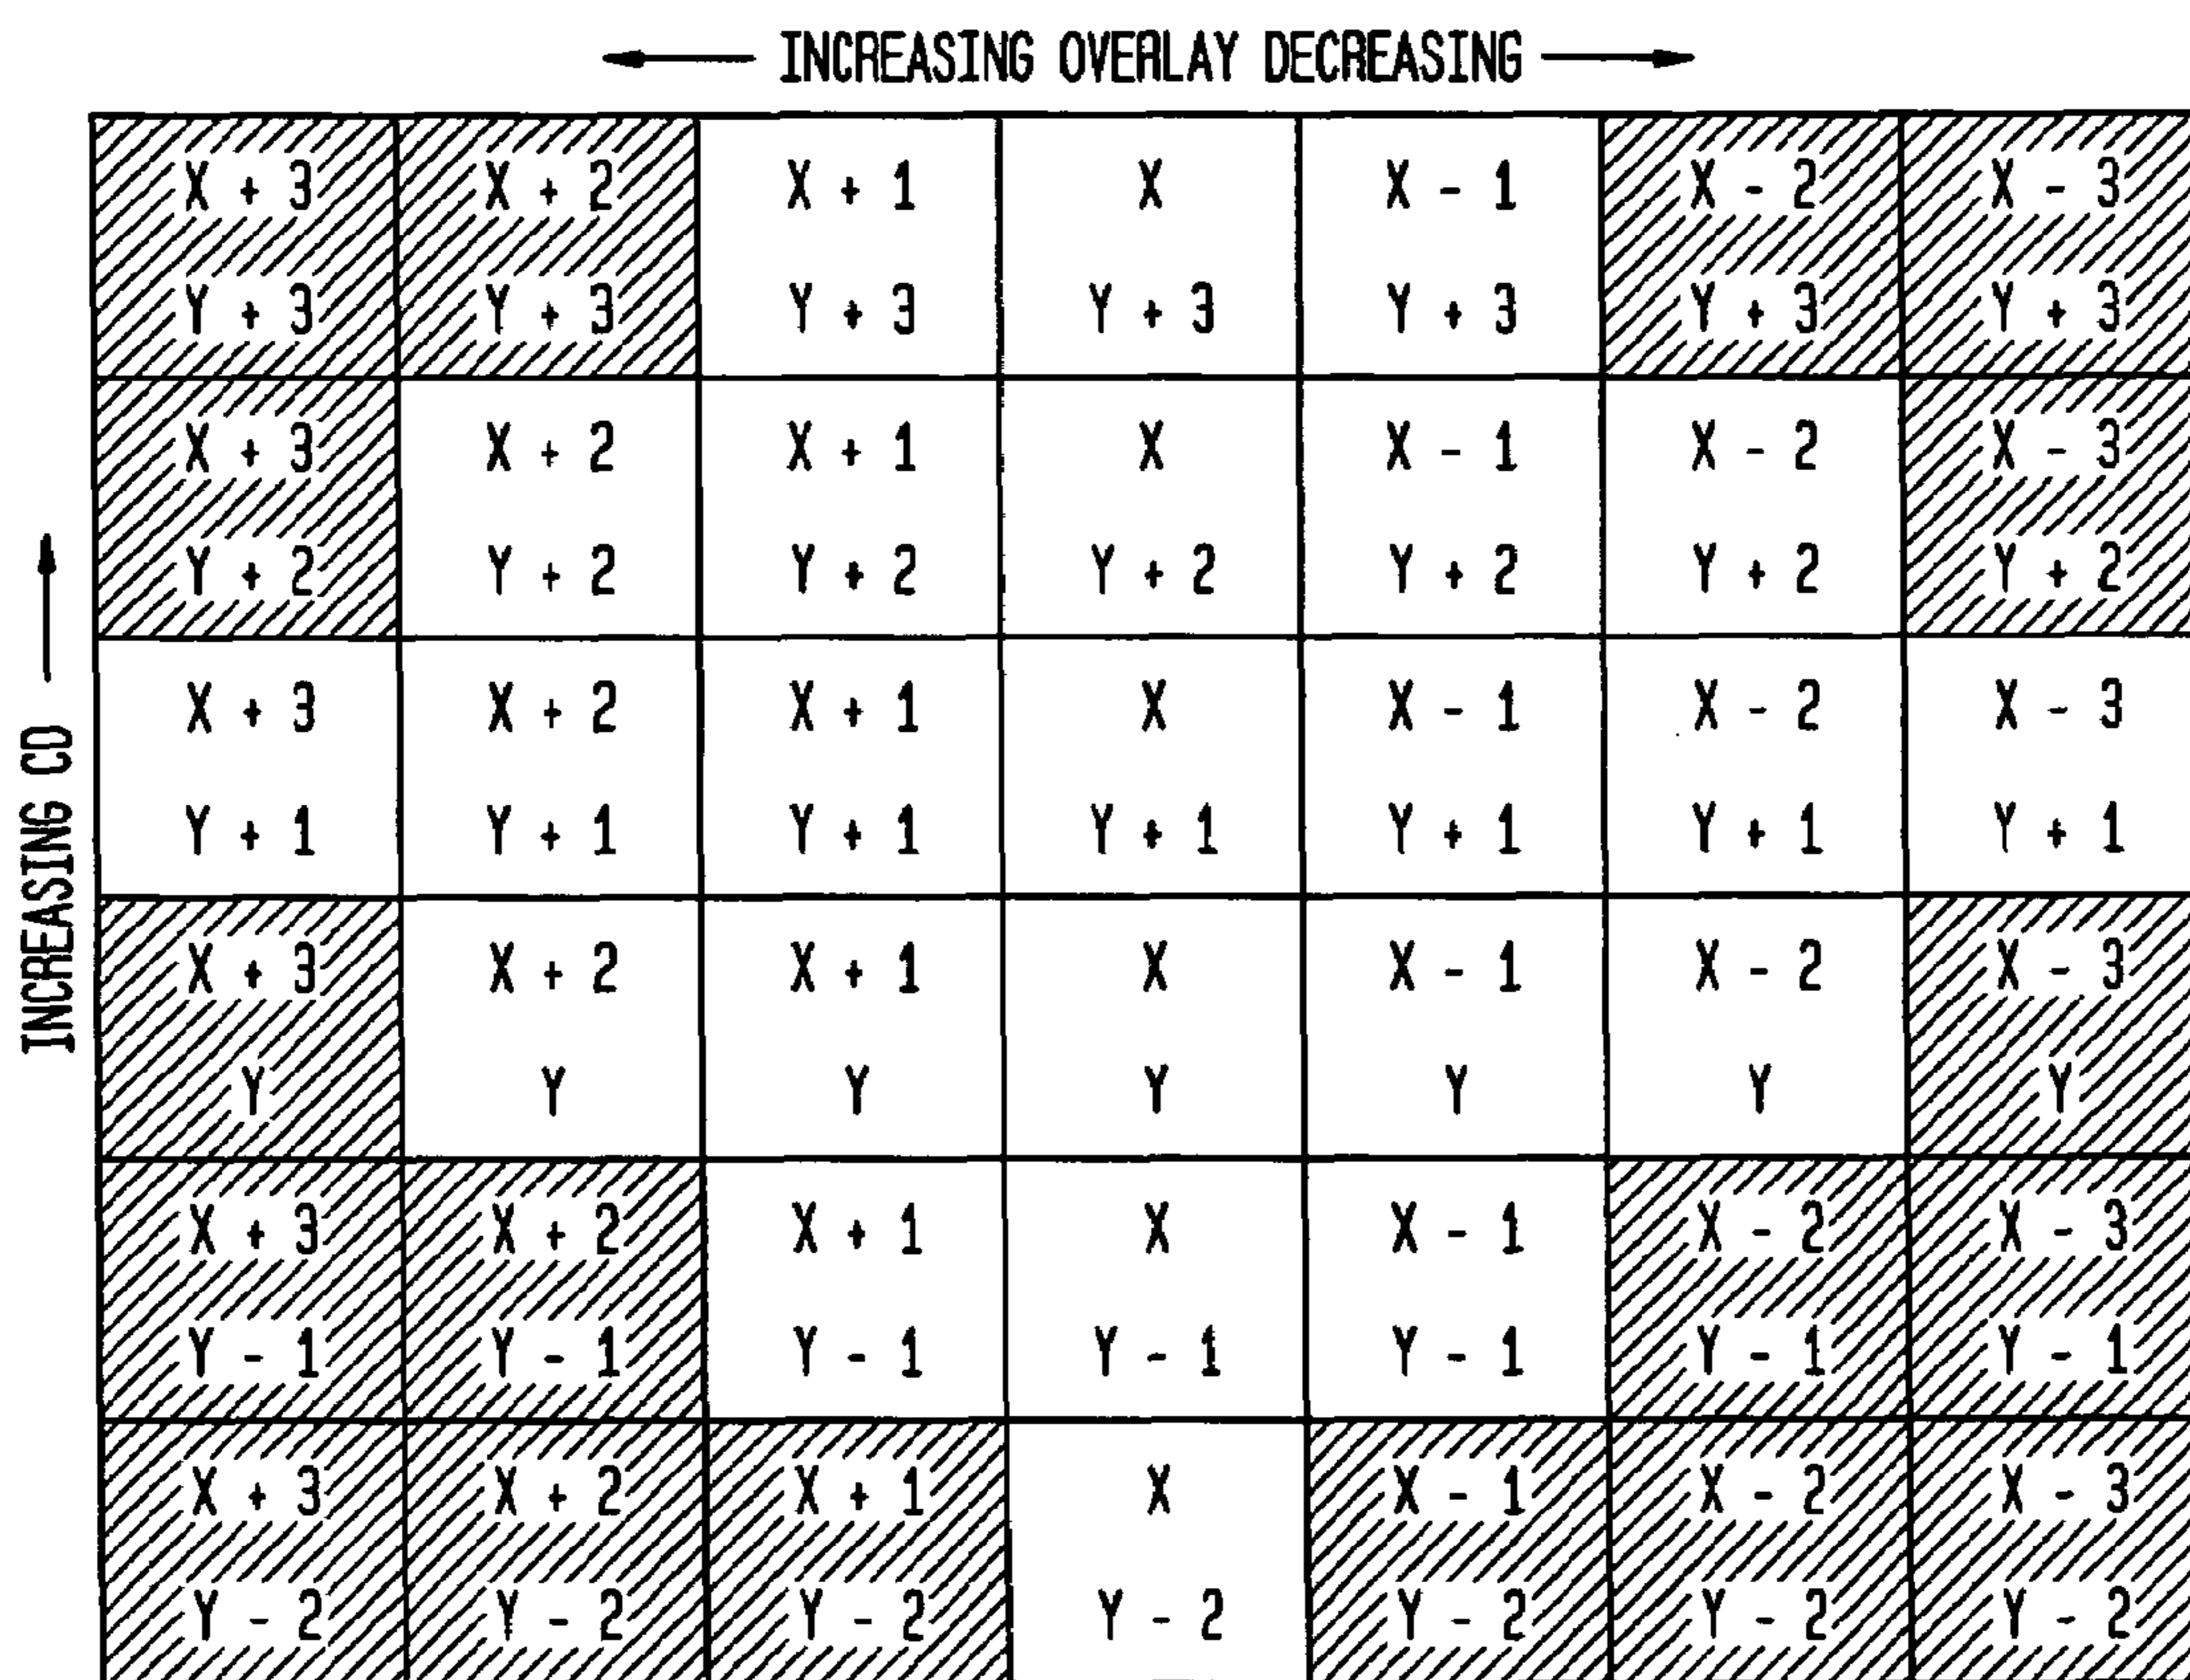 INCREASING OVERLAY DECREASING
X + 3 X + 2 X + 1 X X - 1 X - 2 X - 3
Y + 3 Y + 3 Y + 3 Y + 3 Y + 3 Y + 3 Y + 3
X + 3 X + 2 X + 1 X X - 1 X - 2 X - 3
Y + 2 Y + 2 Y + 2 Y + 2 Y + 2 Y + 2 Y + 2
INCREASING CD
X + 3 X + 2 X + 1 X X - 1 X - 2 X - 3
Y + 1 Y + 1 Y + 1 Y + 1 Y + 1 Y + 1 Y + 1
X + 3 X + 2 X + 1 X X - 1 X - 2 X - 3
Y Y Y Y Y Y Y
X + 3 X + 2 X + 1 X X - 1 X - 2 X - 3
Y - 1 Y - 1 Y - 1 Y - 1 Y - 1 Y - 1 Y - 1
X + 3 X + 2 X + 1 X X - 1 X - 2 X - 3
Y - 2 Y - 2 Y - 2 Y - 2 Y - 2 Y - 2 Y - 2